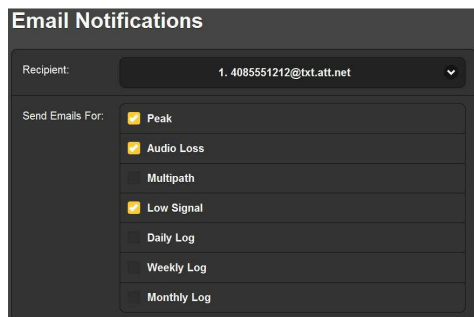 Email Notifications
Recipient:
1. 4085551212@txt.att.net
Send Emails For:
Peak
Audio Loss
Multipath
Low Signal
Daily Log
Weekly Log
Monthly Log